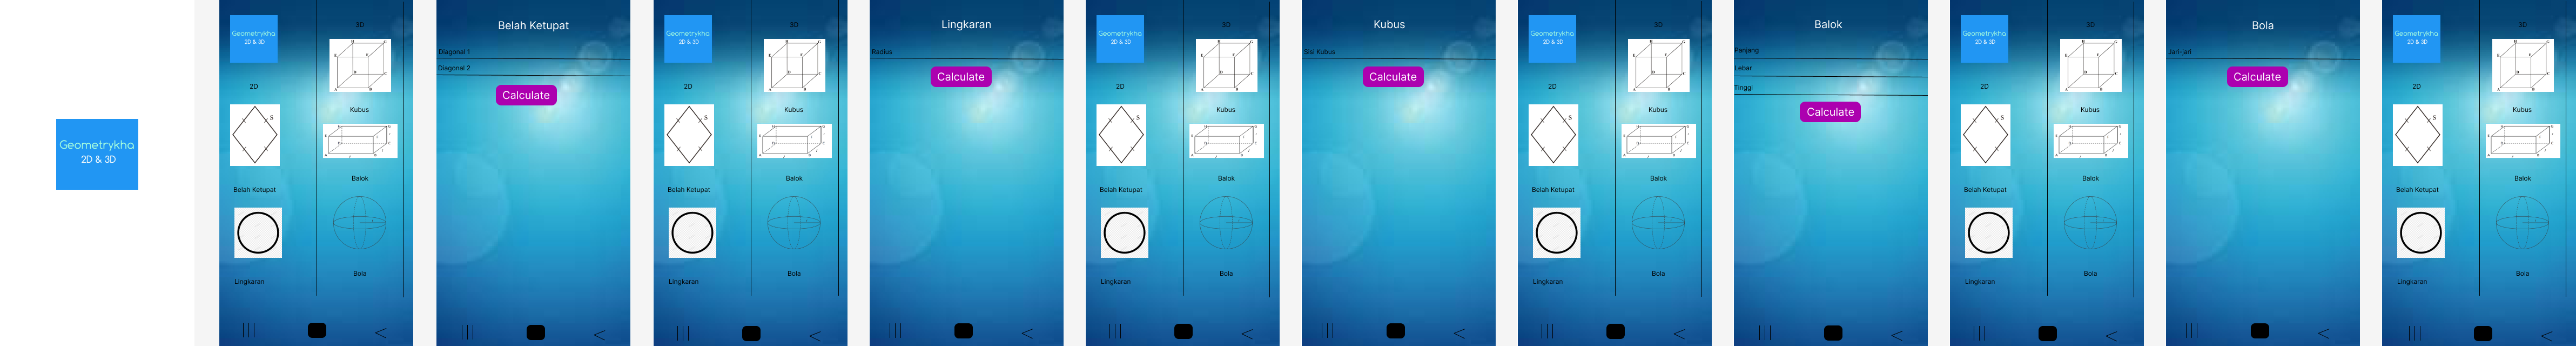 Geometrykha
2D & 3D
Geometrykha
2D & 3D
2D
S
Belah Ketupat
Lingkaran
3D
Kubus
Balok
Bola
Belah Ketupat
Diagonal 1
Diagonal 2
Calculate
Geometrykha
2D & 3D
2D
S
Belah Ketupat
Lingkaran
3D
Kubus
Balok
Bola
Lingkaran
Radius
Calculate
Geometrykha
2D & 3D
2D
S
Belah Ketupat
Lingkaran
3D
Kubus
Balok
Bola
Kubus
Sisi Kubus
Calculate
Geometrykha
2D & 3D
2D
S
Belah Ketupat
Lingkaran
3D
Kubus
Balok
Bola
Balok
Panjang
Lebar
Tinggi
Calculate
Geometrykha
2D & 3D
2D
S
Belah Ketupat
Lingkaran
3D
Kubus
Balok
Bola
Bola
Jari-jari
Calculate
Geometrykha
2D & 3D
2D
S
Belah Ketupat
Lingkaran
3D
Kubus
Balok
Bola